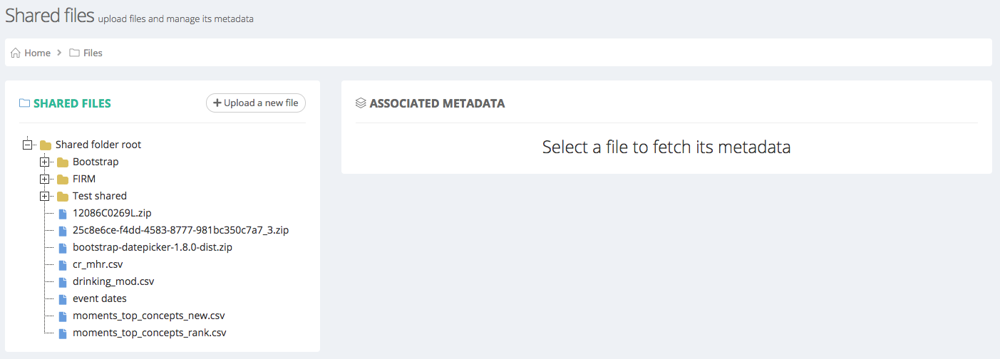 Shared files upload files and manage its metadata
Home > Files
SHARED FILES
+ Upload a new file
Shared folder root
Bootstrap
FIRM
Test shared
12086C0269L.zip
25c8e6ce-f4dd-4583-8777-981bc350c7a7_3.zip
bootstrap-datepicker-1.8.0-dist.zip
cr_mhr.csv
drinking_mod.csv
event dates
moments_top_concepts_new.csv
moments_top_concepts_rank.csv
ASSOCIATED METADATA
Select a file to fetch its metadata